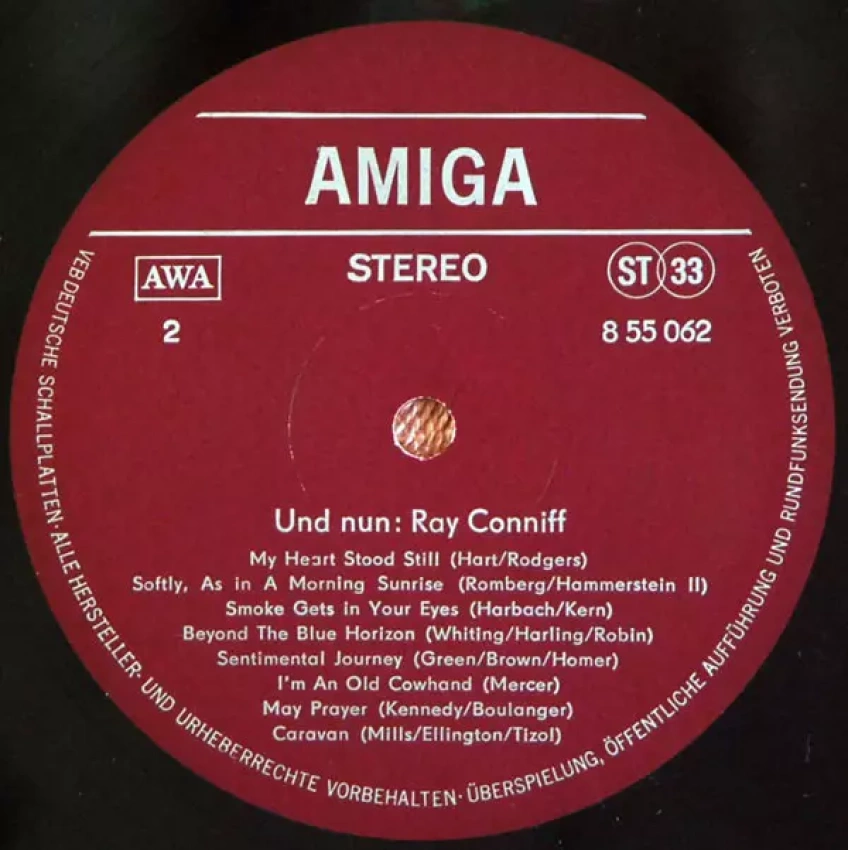 AMIGA
AWA
STEREO
ST 33
2
8 55 062
Und nun: Ray Conniff
My Heart Stood Still (Hart/Rodgers)
Softly, As in A Morning Sunrise (Romberg/Hammerstein II)
Smoke Gets in Your Eyes (Harbach/Kern)
Beyond The Blue Horizon (Whiting/Harling/Robin)
Sentimental Journey (Green/Brown/Homer)
I'm An Old Cowhand (Mercer)
May Prayer (Kennedy/Boulanger)
Caravan (Mills/Ellington/Tizol)
VEB DEUTSCHE SCHALLPLATTEN · ALLE HERSTELLER- UND URHEBERRECHTE VORBEHALTEN · ÜBERSPIELUNG, ÖFFENTLICHE AUFFÜHRUNG UND RUNDFUNKSENDUNG VERBOTEN